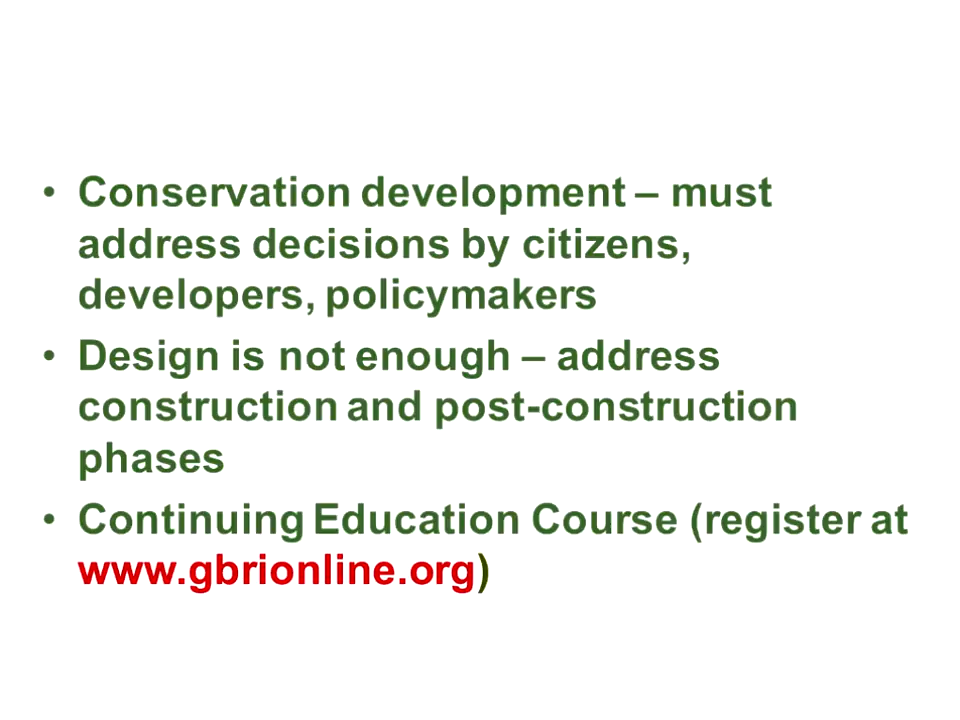 • Conservation development – must
address decisions by citizens,
developers, policymakers
• Design is not enough – address
construction and post-construction
phases
• Continuing Education Course (register at
www.gbrionline.org)